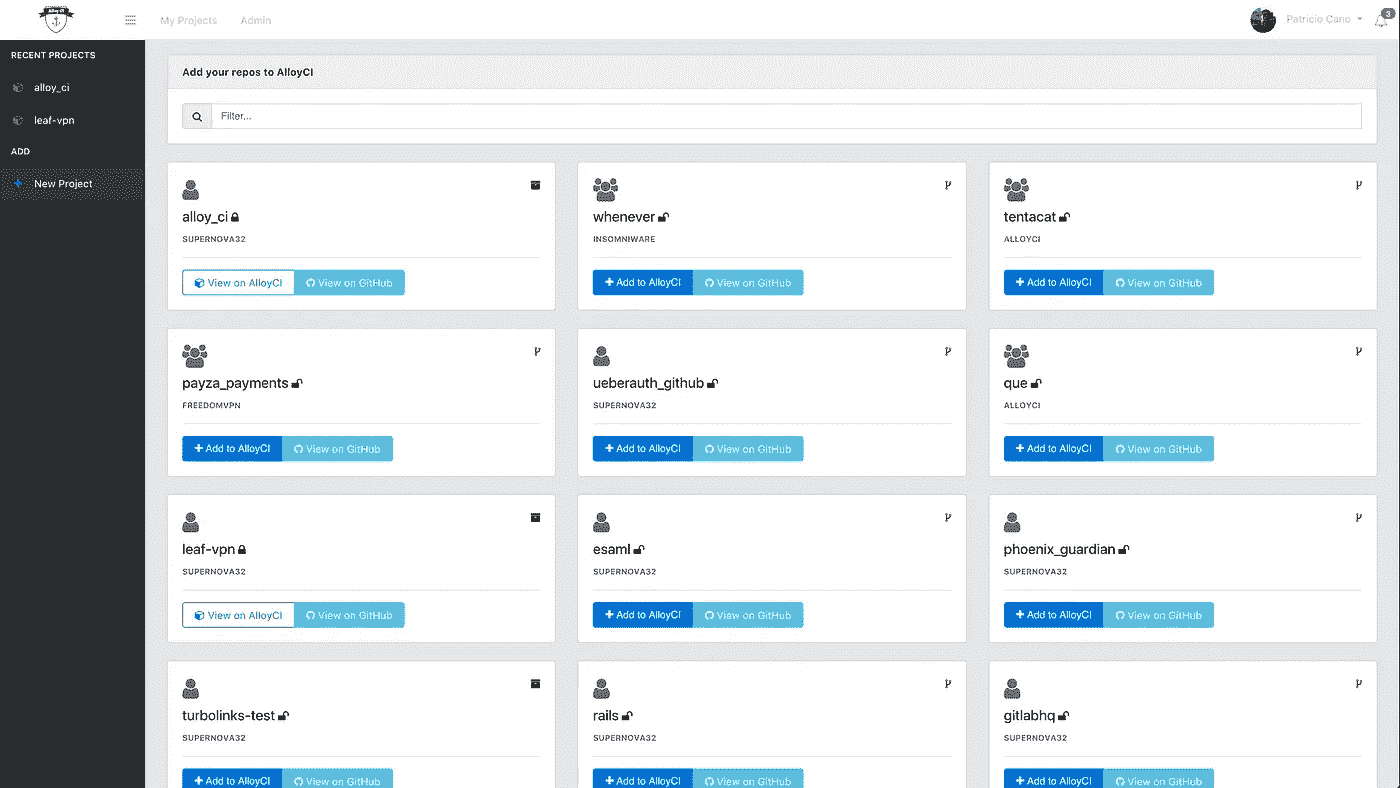 Alloy CI
My Projects Admin
Patricio Cano
3
RECENT PROJECTS
alloy_ci
leaf-vpn
ADD
New Project
Add your repos to AlloyCI
Filter...
alloy_ci whenever tentacat
SUPERNOVA32 INSOMNIWARE ALLOYCI
View on AlloyCI View on GitHub Add to AlloyCI View on GitHub Add to AlloyCI View on GitHub
payza_payments ueberauth_github que
FREEDOMVPN SUPERNOVA32 ALLOYCI
Add to AlloyCI View on GitHub Add to AlloyCI View on GitHub Add to AlloyCI View on GitHub
leaf-vpn esaml phoenix_guardian
SUPERNOVA32 SUPERNOVA32 SUPERNOVA32
View on AlloyCI View on GitHub Add to AlloyCI View on GitHub Add to AlloyCI View on GitHub
turbolinks-test rails gitlabhq
SUPERNOVA32 SUPERNOVA32 SUPERNOVA32
Add to AlloyCI View on GitHub Add to AlloyCI View on GitHub Add to AlloyCI View on GitHub